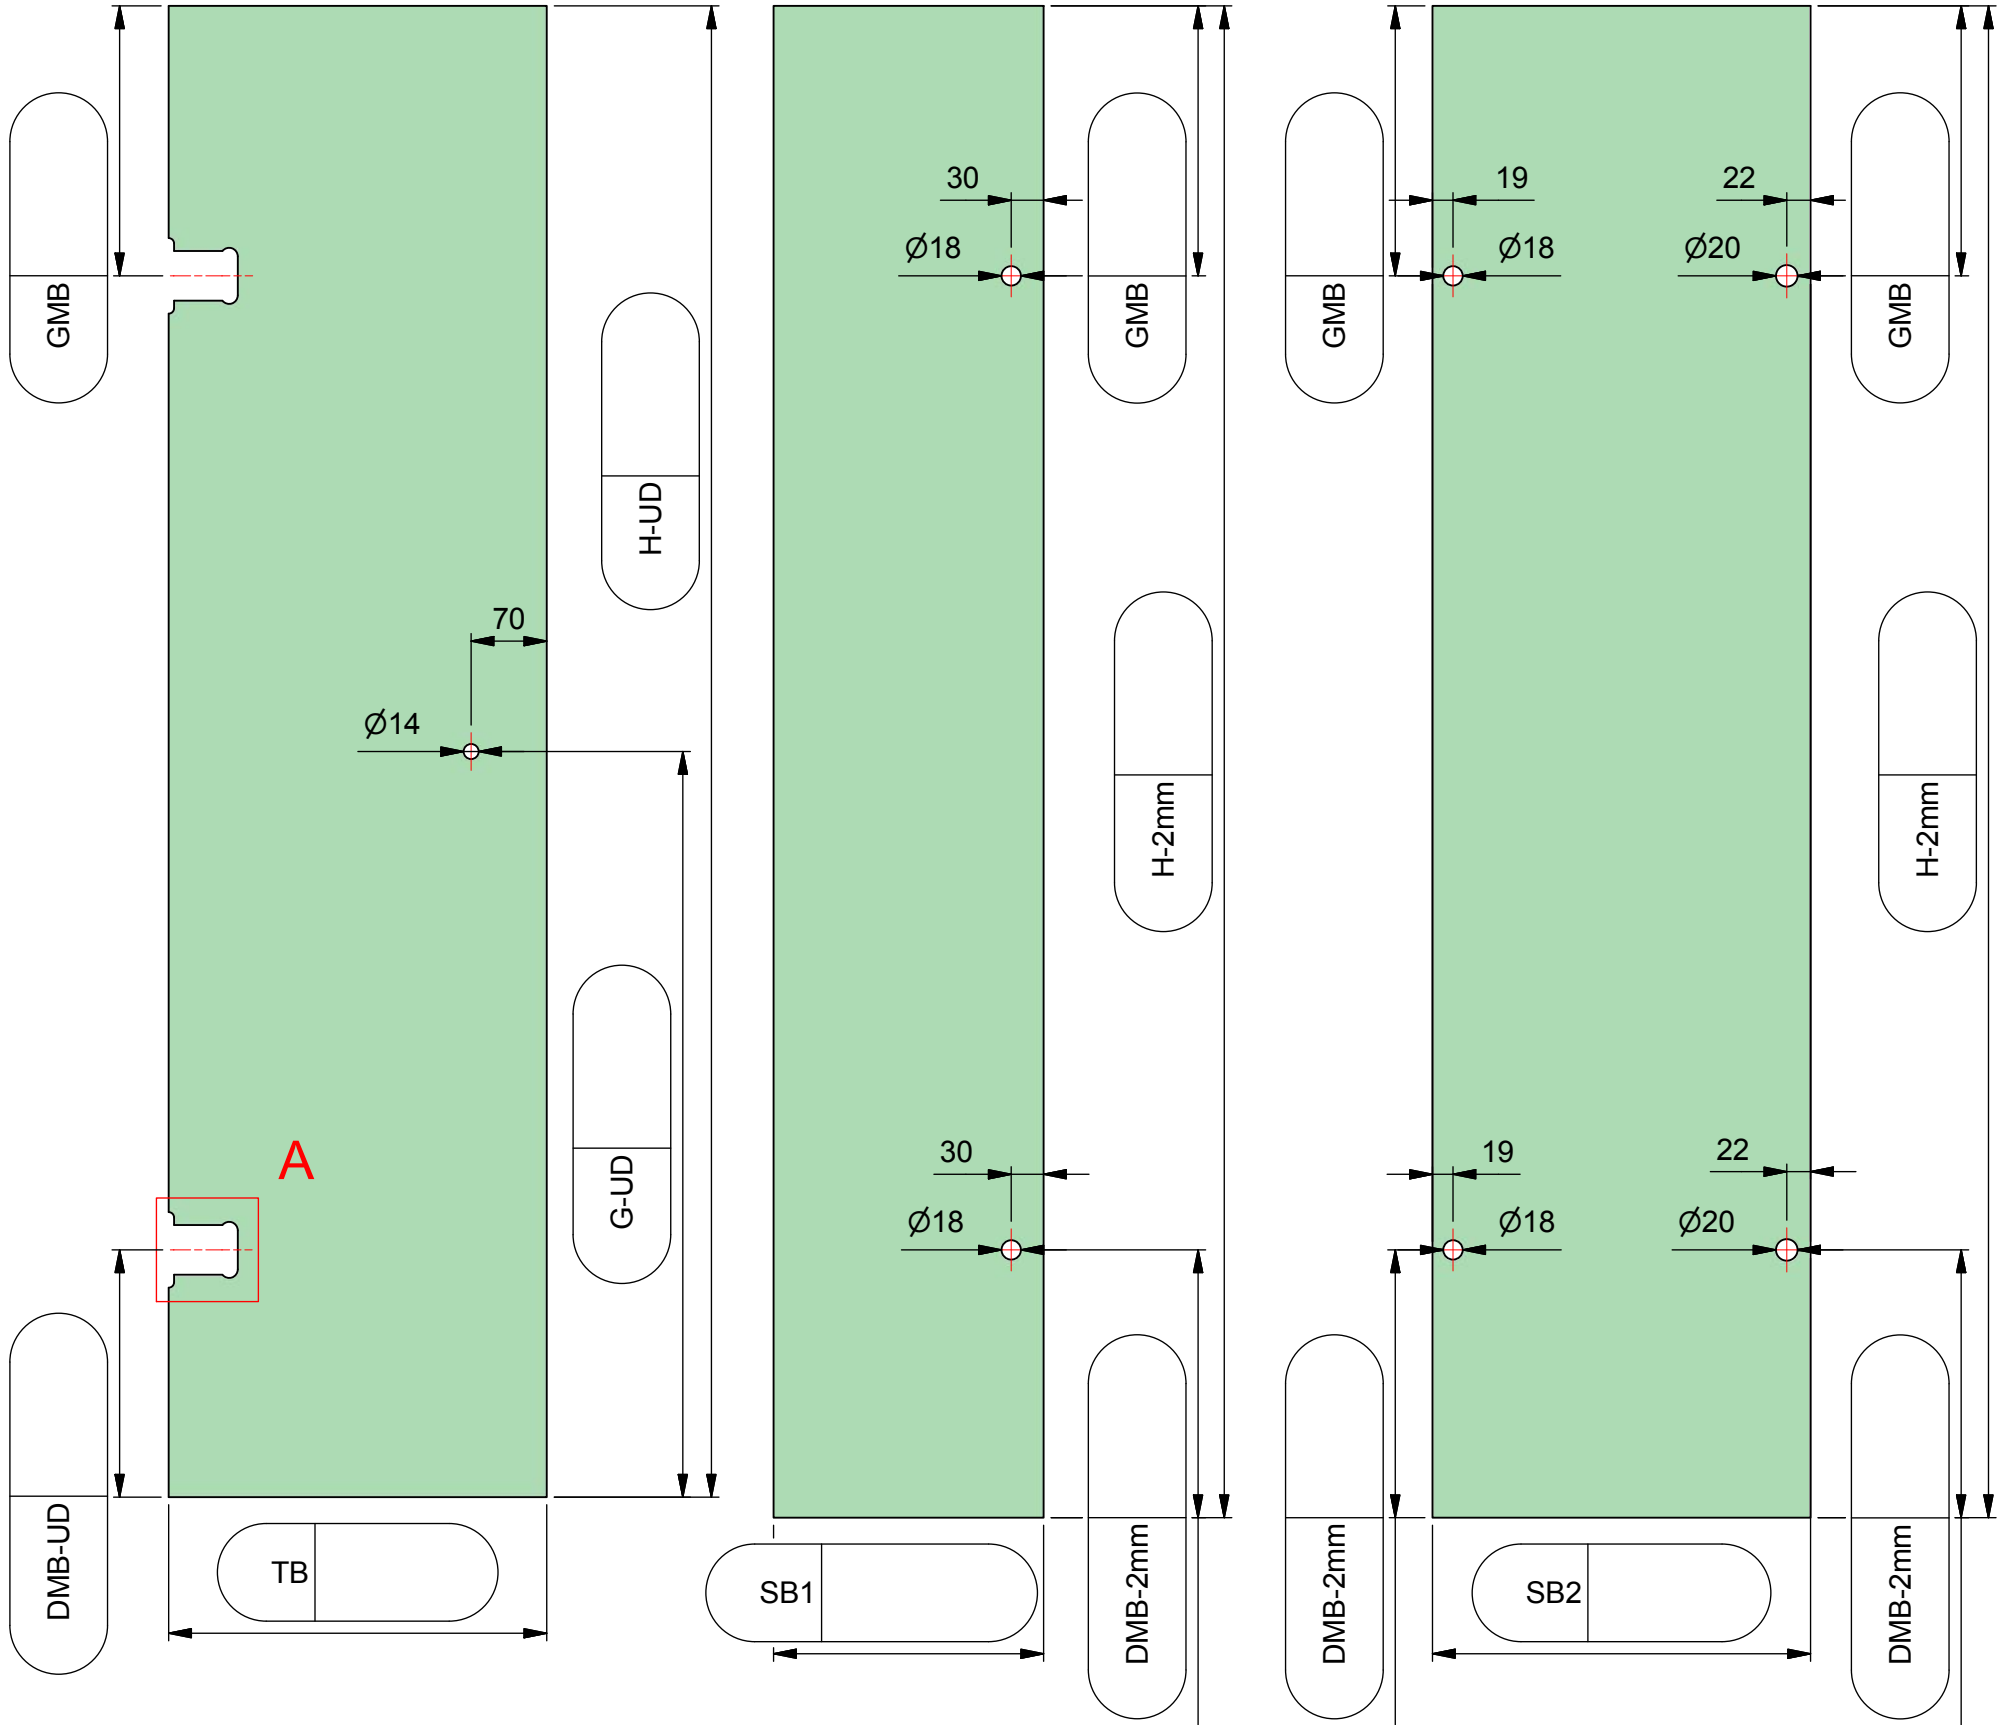 30
19
22
Ø18
Ø18
Ø20
GMB
GMB
GMB
GMB
H-UD
70
Ø14
H-2mm
H-2mm
A
30
19
22
G-UD
Ø18
Ø18
Ø20
DMB-UD
TB
SB1
DMB-2mm
DMB-2mm
SB2
DMB-2mm